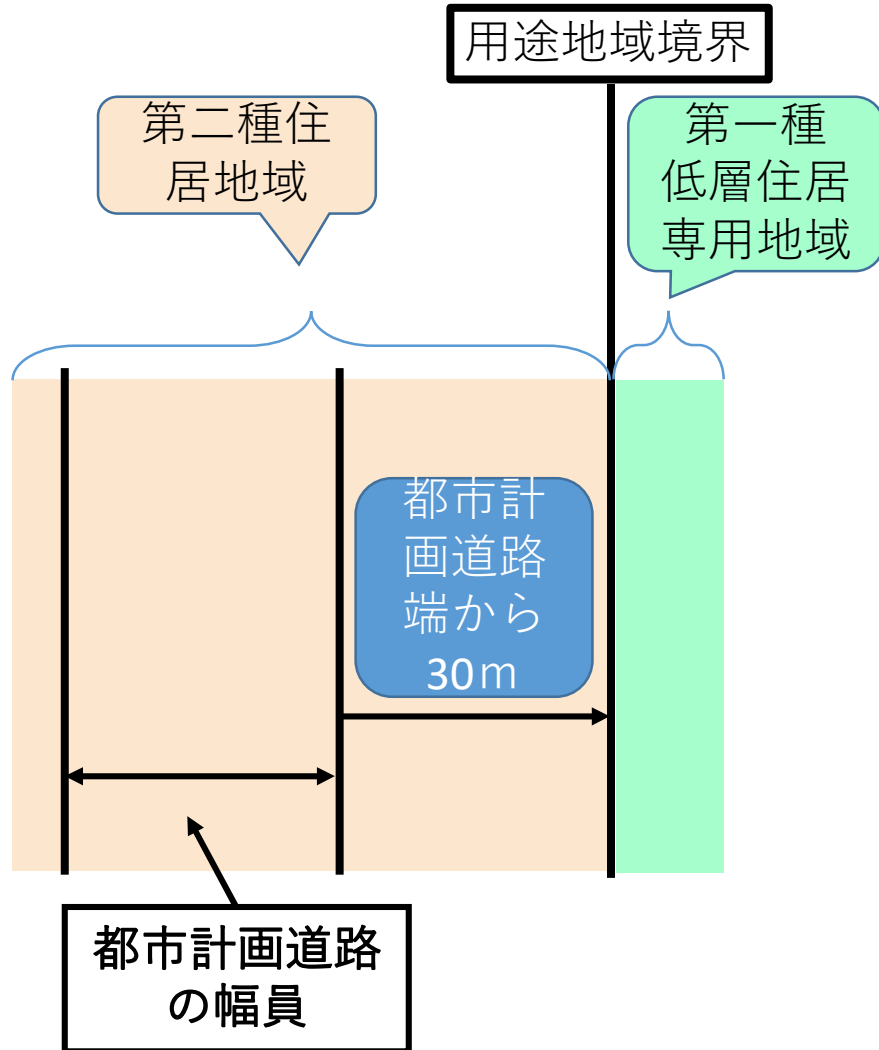 用途地域境界
第二種住
居地域
第一種
低層住居
専用地域
都市計
画道路
端から
30ｍ
都市計画道路
の幅員